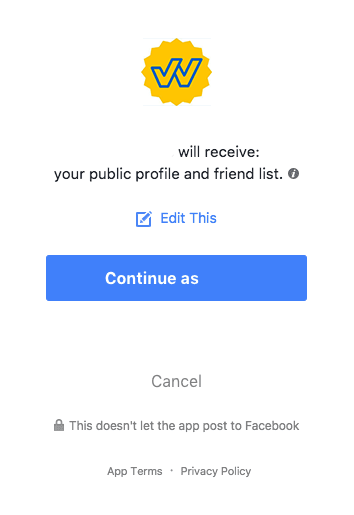 will receive:
your public profile and friend list.
Edit This
Continue as
Cancel
This doesn't let the app post to Facebook
App Terms · Privacy Policy